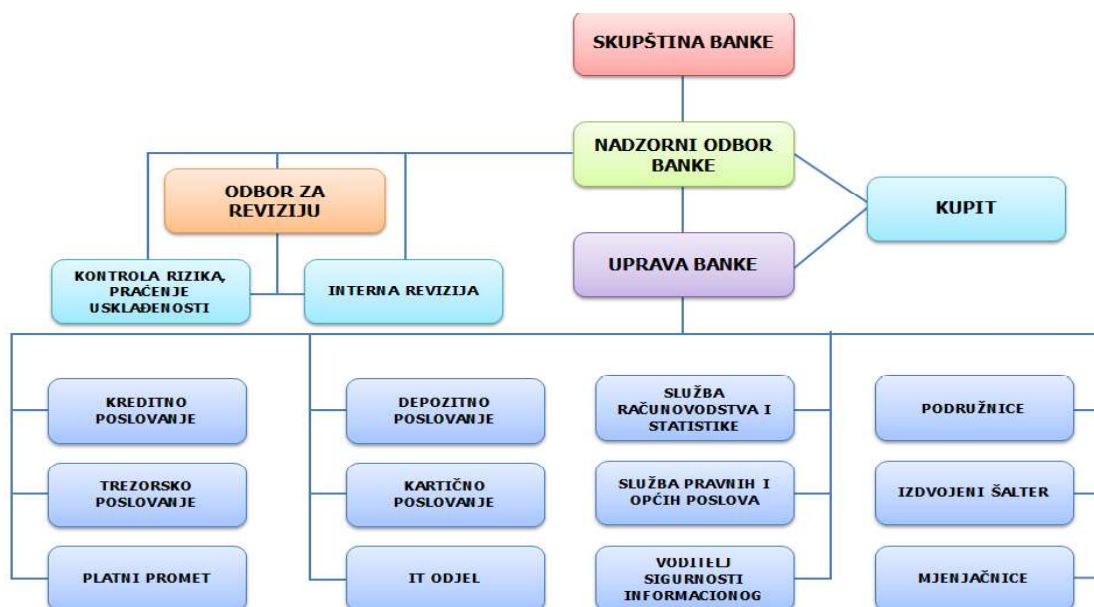 SKUPŠTINA BANKE
NADZORNI ODBOR
BANKE
ODBOR ZA
REVIZIJU
KUPIT
UPRAVA BANKE
KONTROLA RIZIKA,
PRAĆENJE
USKLAĐENOSTI
INTERNA REVIZIJA
KREDITNO
POSLOVANJE
DEPOZITNO
POSLOVANJE
SLUŽBA
RAČUNOVODSTVA I
STATISTIKE
PODRUŽNICE
TREZORSKO
POSLOVANJE
KARTIČNO
POSLOVANJE
SLUŽBA PRAVNIH I
OPĆIH POSLOVA
IZDVOJENI ŠALTER
PLATNI PROMET
IT ODJEL
VODITELJ
SIGURNOSTI
INFORMACIONOG
MJENJAČNICE